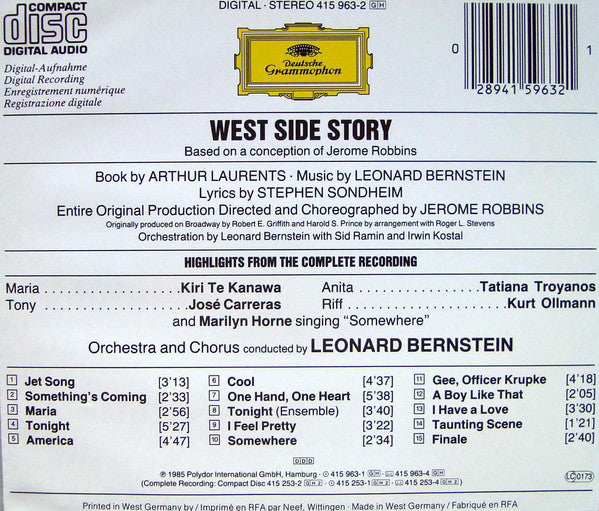 COMPACT
disc
DIGITAL AUDIO
DIGITAL · STEREO 415 963-2 GH
Digital-Aufnahme
Digital Recording
Enregistrement numérique
Registrazione digitale
Deutsche
Grammophon
0 28941 59632 1
WEST SIDE STORY
Based on a conception of Jerome Robbins
Book by ARTHUR LAURENTS · Music by LEONARD BERNSTEIN
Lyrics by STEPHEN SONDHEIM
Entire Original Production Directed and Choreographed by JEROME ROBBINS
Originally produced on Broadway by Robert E. Griffith and Harold S. Prince by arrangement with Roger L. Stevens
Orchestration by Leonard Bernstein with Sid Ramin and Irwin Kostal
HIGHLIGHTS FROM THE COMPLETE RECORDING
Maria ..................Kiri Te Kanawa
Tony ....................José Carreras
Anita .................Tatiana Troyanos
Riff .....................Kurt Ollmann
and Marilyn Horne singing "Somewhere"
Orchestra and Chorus conducted by LEONARD BERNSTEIN
1 Jet Song [3'13]
2 Something's Coming [2'33]
3 Maria [2'56]
4 Tonight [5'27]
5 America [4'47]
6 Cool [4'37]
7 One Hand, One Heart [5'38]
8 Tonight (Ensemble) [3'40]
9 I Feel Pretty [3'22]
10 Somewhere [2'34]
11 Gee, Officer Krupke [4'18]
12 A Boy Like That [2'05]
13 I Have a Love [3'30]
14 Taunting Scene [1'21]
15 Finale [2'40]
DDD
℗ 1985 Polydor International GmbH, Hamburg · 415 963-1 GH · 415 963-4 GH
(Complete Recording: Compact Disc 415 253-2 GH 2 · 415 253-1 GH 2 · 415 253-4 GH 2)
LC 0173
Printed in West Germany by / Imprimé en RFA par Neef, Wittingen · Made in West Germany / Fabriqué en RFA